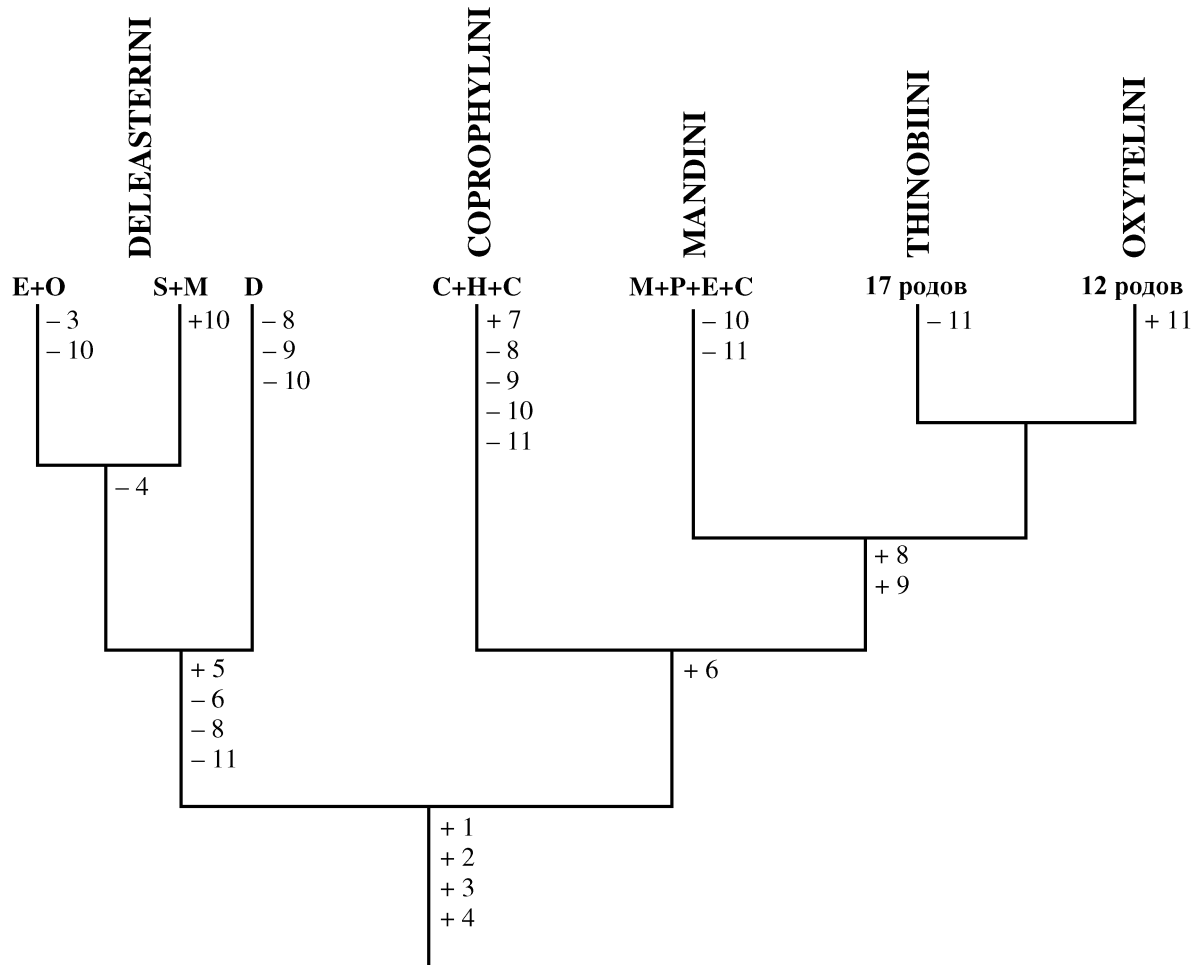 DELEASTERINI
COPROPHYLINI
MANDINI
THINOBIINI
OXYTELINI
E+O
S+M
D
C+H+C
M+P+E+C
17 родов
12 родов
– 3
– 10
+10
– 8
– 9
– 10
+ 7
– 8
– 9
– 10
– 11
– 10
– 11
– 11
+ 11
– 4
+ 8
+ 9
+ 5
– 6
– 8
– 11
+ 6
+ 1
+ 2
+ 3
+ 4